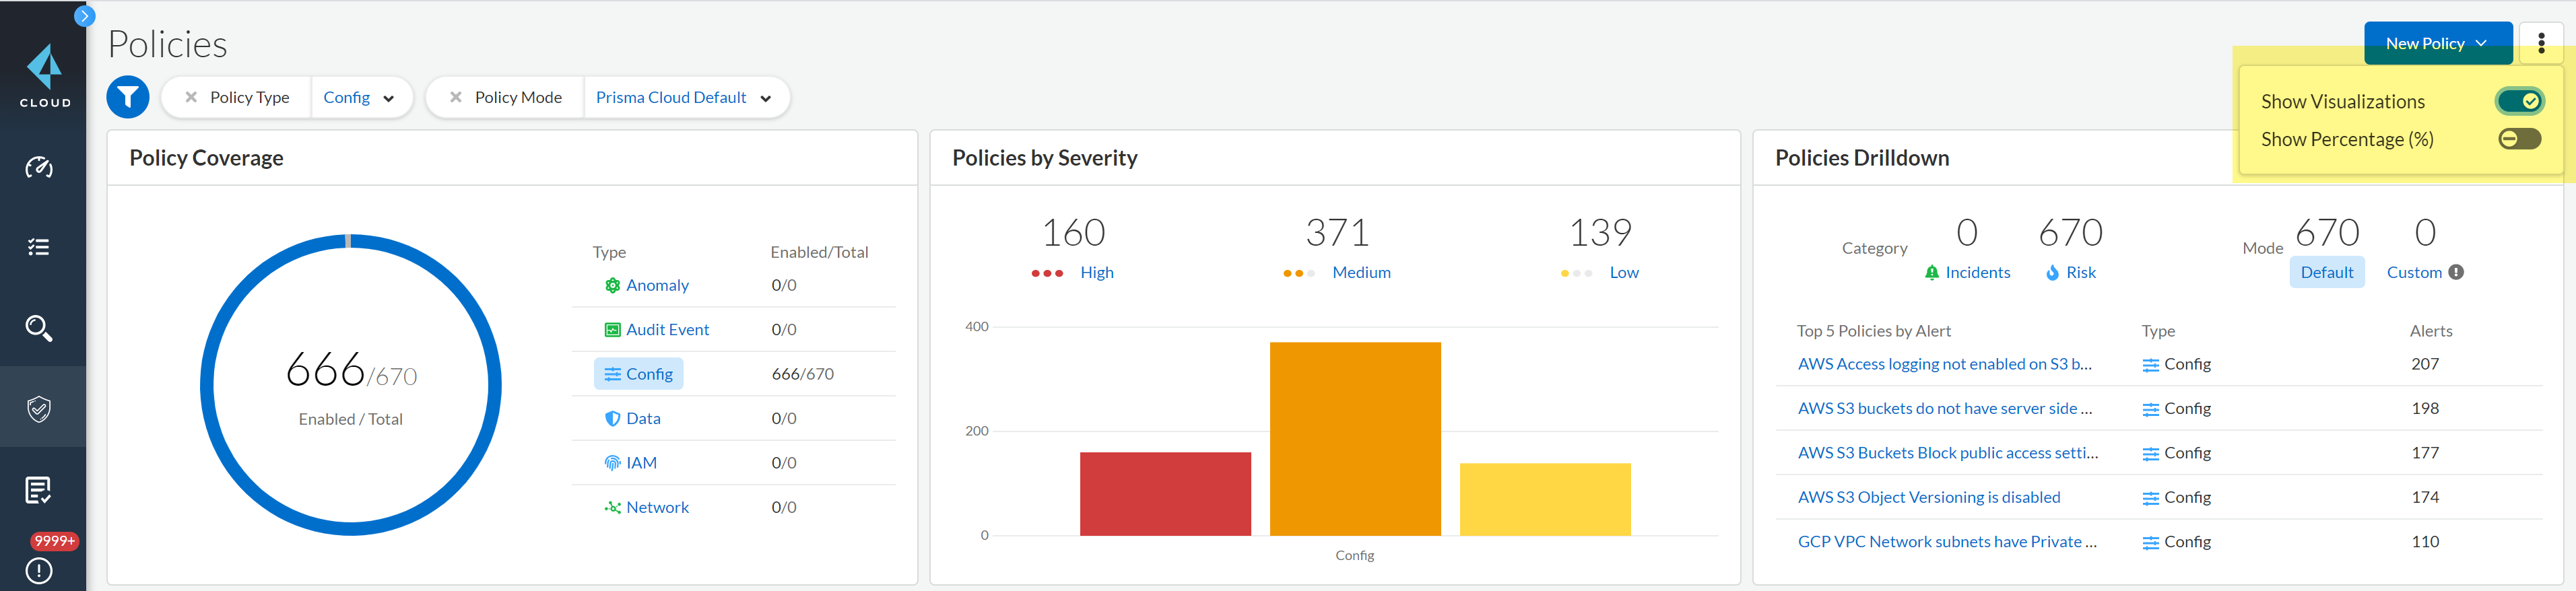 CLOUD
9999+
Policies
New Policy
Policy Type Config
Policy Mode Prisma Cloud Default
Show Visualizations
Show Percentage (%)
Policy Coverage
666/670
Enabled / Total
Type Enabled/Total
Anomaly 0/0
Audit Event 0/0
Config 666/670
Data 0/0
IAM 0/0
Network 0/0
Policies by Severity
160 371 139
High Medium Low
400
200
0
Config
Policies Drilldown
Category 0 670 Mode 670 0
Incidents Risk Default Custom
Top 5 Policies by Alert Type Alerts
AWS Access logging not enabled on S3 b... Config 207
AWS S3 buckets do not have server side ... Config 198
AWS S3 Buckets Block public access setti... Config 177
AWS S3 Object Versioning is disabled Config 174
GCP VPC Network subnets have Private ... Config 110